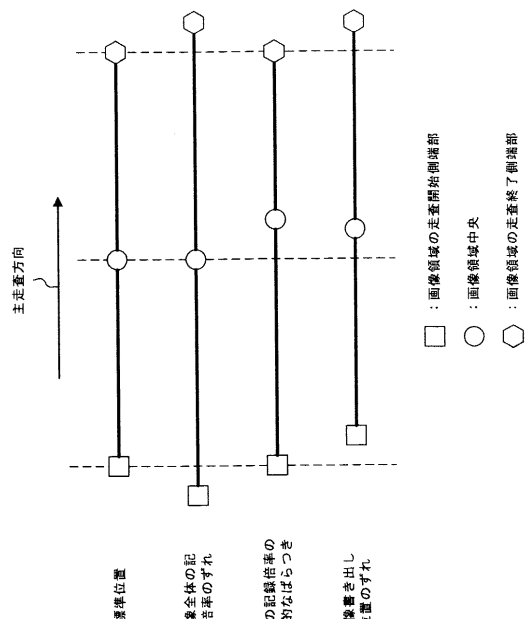 主走査方向
標準位置
像全体の記
倍率のずれ
の記録倍率の
的なばらつき
像書き出し
位置のずれ
：画像領域の走査開始側端部
：画像領域中央
：画像領域の走査終了側端部